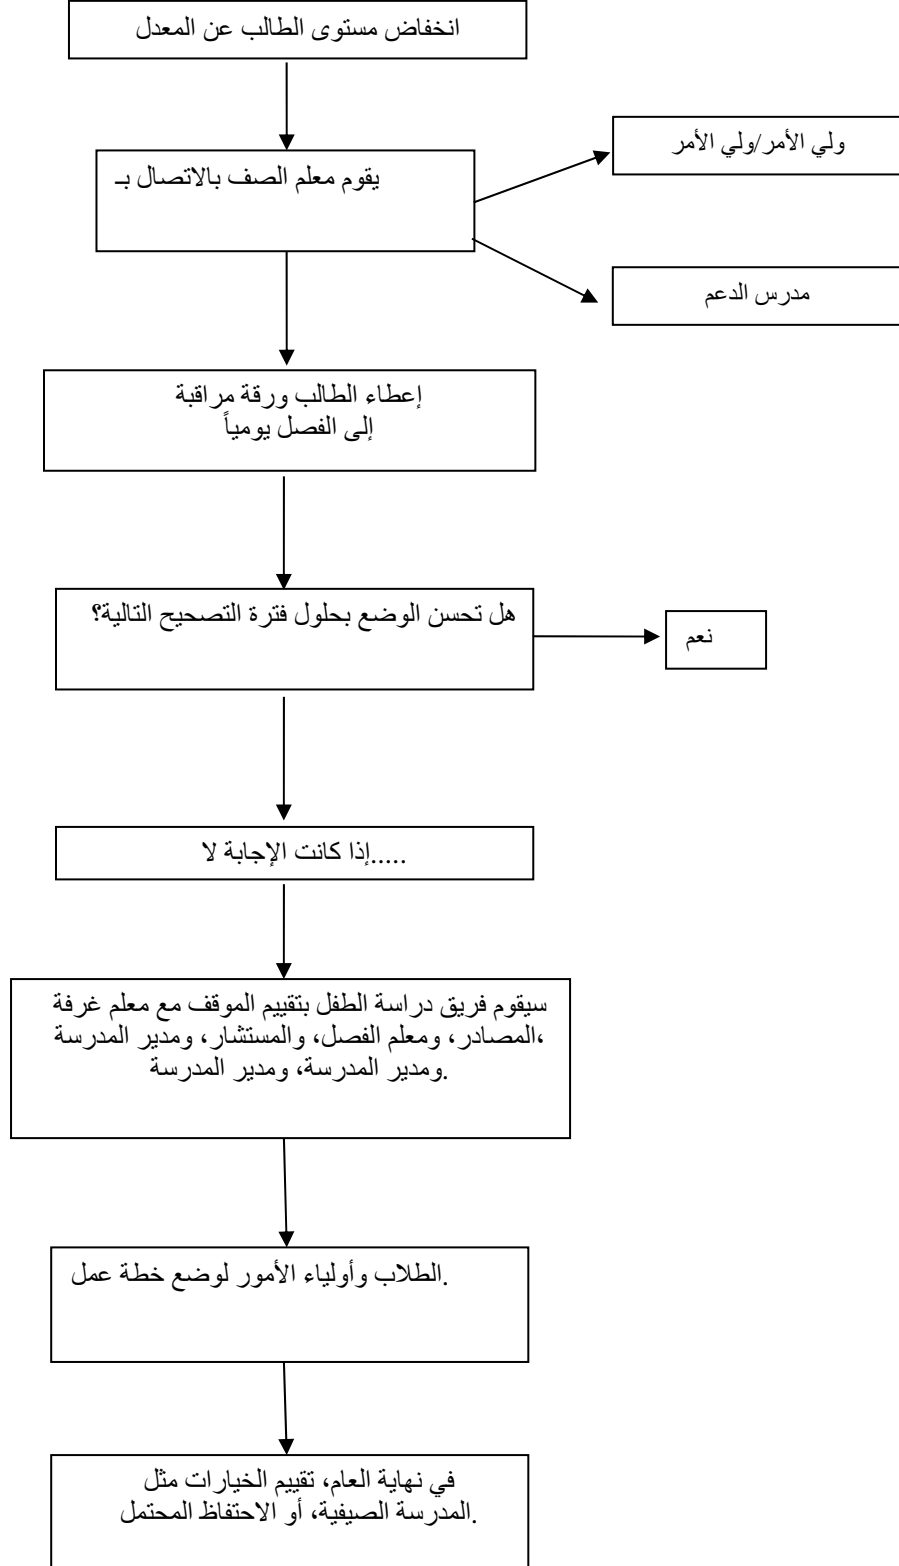 انخفاض مستوى الطالب عن المعدل
يقوم معلم الصف بالاتصال بـ
ولي الأمر/ولي الأمر
مدرس الدعم
إعطاء الطالب ورقة مراقبة
إلى الفصل يومياً
هل تحسن الوضع بحلول فترة التصحيح التالية؟
نعم
.....إذا كانت الإجابة لا
سيقوم فريق دراسة الطفل بتقييم الموقف مع معلم غرفة
،المصادر، ومعلم الفصل، والمستشار، ومدير المدرسة
.ومدير المدرسة، ومدير المدرسة
.الطلاب وأولياء الأمور لوضع خطة عمل
في نهاية العام، تقييم الخيارات مثل
.المدرسة الصيفية، أو الاحتفاظ المحتمل